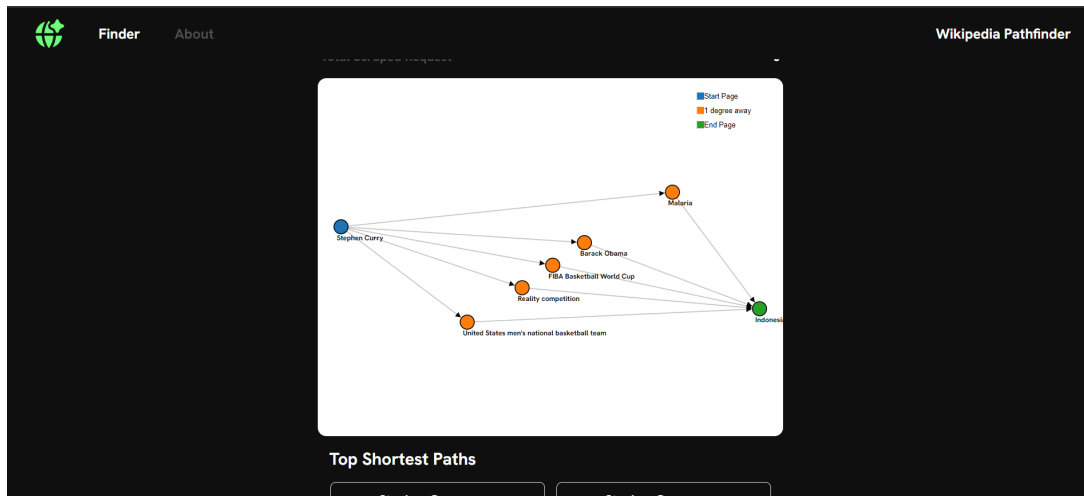 Finder About Wikipedia Pathfinder
Start Page
1 degree away
End Page
Malaria
Stephen Curry
Barack Obama
FIBA Basketball World Cup
Reality competition
Indonesi
United States men's national basketball team
Top Shortest Paths